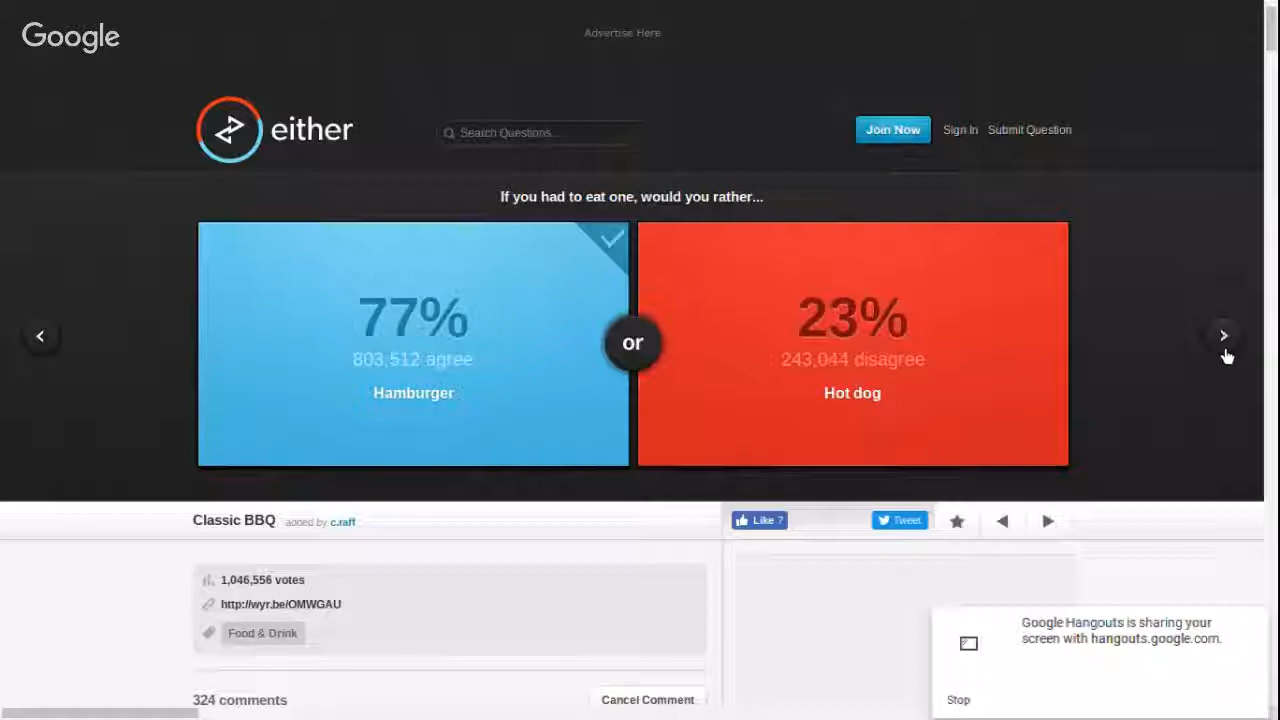 Google
Advertise Here
either
Search Questions...
Join Now
Sign In
Submit Question
If you had to eat one, would you rather...
77%
803,512 agree
Hamburger
or
23%
243,044 disagree
Hot dog
Classic BBQ added by c.raff
Like 7
Tweet
1,046,556 votes
http://wyr.be/OMWGAU
Food & Drink
324 comments
Cancel Comment
Google Hangouts is sharing your
screen with hangouts.google.com.
Stop